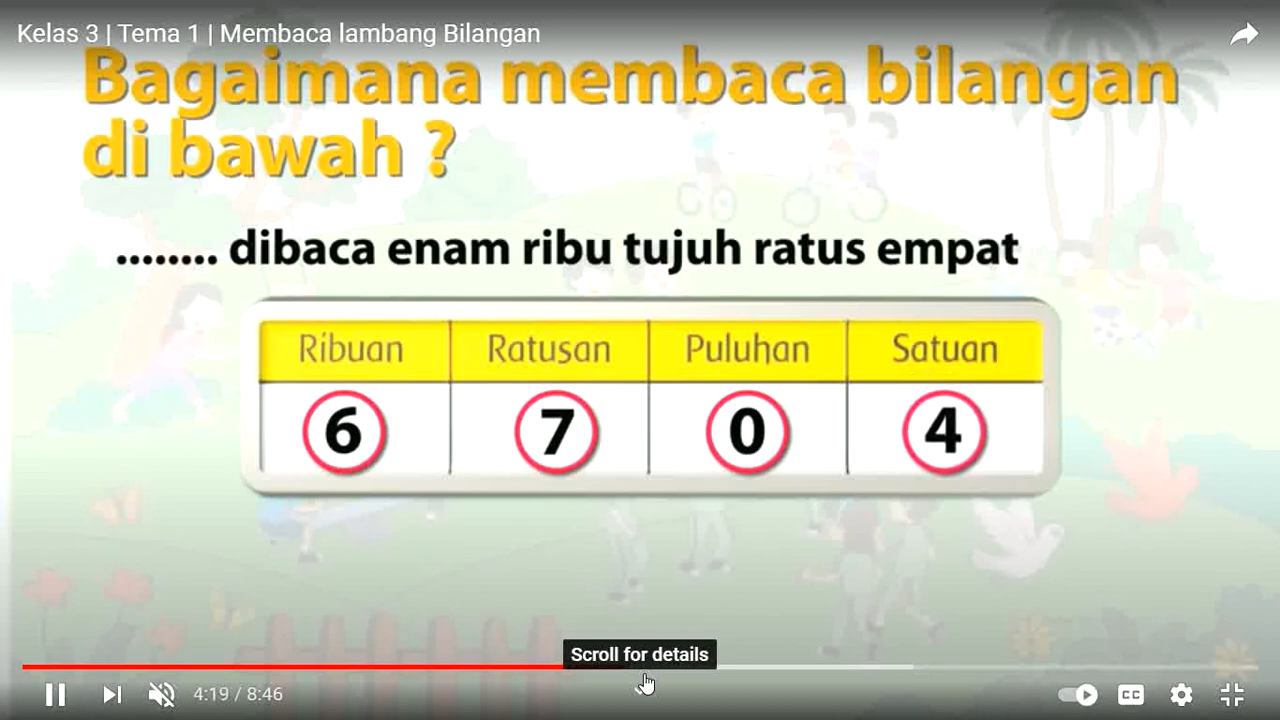 Kelas 3 | Tema 1 | Membaca lambang Bilangan
Bagaimana membaca bilangan
di bawah ?
........ dibaca enam ribu tujuh ratus empat
Ribuan Ratusan Puluhan Satuan
6 7 0 4
Scroll for details
4:19 / 8:46
CC